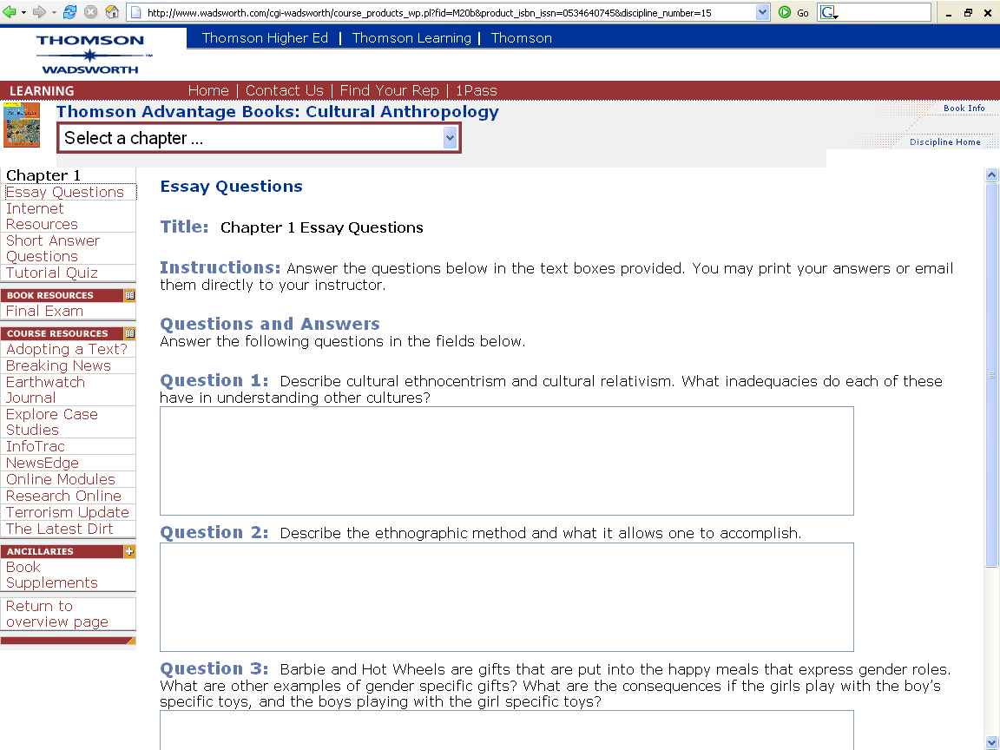 http://www.wadsworth.com/cgi-wadsworth/course_products_wp.pl?fid=M20b&product_isbn_issn=0534640745&discipline_number=15
Go
THOMSON
WADSWORTH
Thomson Higher Ed | Thomson Learning | Thomson
LEARNING
Home | Contact Us | Find Your Rep | 1Pass
Thomson Advantage Books: Cultural Anthropology
Select a chapter ...
Book Info
Discipline Home
Chapter 1
Essay Questions
Internet
Resources
Short Answer
Questions
Tutorial Quiz
BOOK RESOURCES
Final Exam
COURSE RESOURCES
Adopting a Text?
Breaking News
Earthwatch
Journal
Explore Case
Studies
InfoTrac
NewsEdge
Online Modules
Research Online
Terrorism Update
The Latest Dirt
ANCILLARIES
Book
Supplements
Return to
overview page
Essay Questions
Title: Chapter 1 Essay Questions
Instructions: Answer the questions below in the text boxes provided. You may print your answers or email
them directly to your instructor.
Questions and Answers
Answer the following questions in the fields below.
Question 1: Describe cultural ethnocentrism and cultural relativism. What inadequacies do each of these
have in understanding other cultures?
Question 2: Describe the ethnographic method and what it allows one to accomplish.
Question 3: Barbie and Hot Wheels are gifts that are put into the happy meals that express gender roles.
What are other examples of gender specific gifts? What are the consequences if the girls play with the boy's
specific toys, and the boys playing with the girl specific toys?